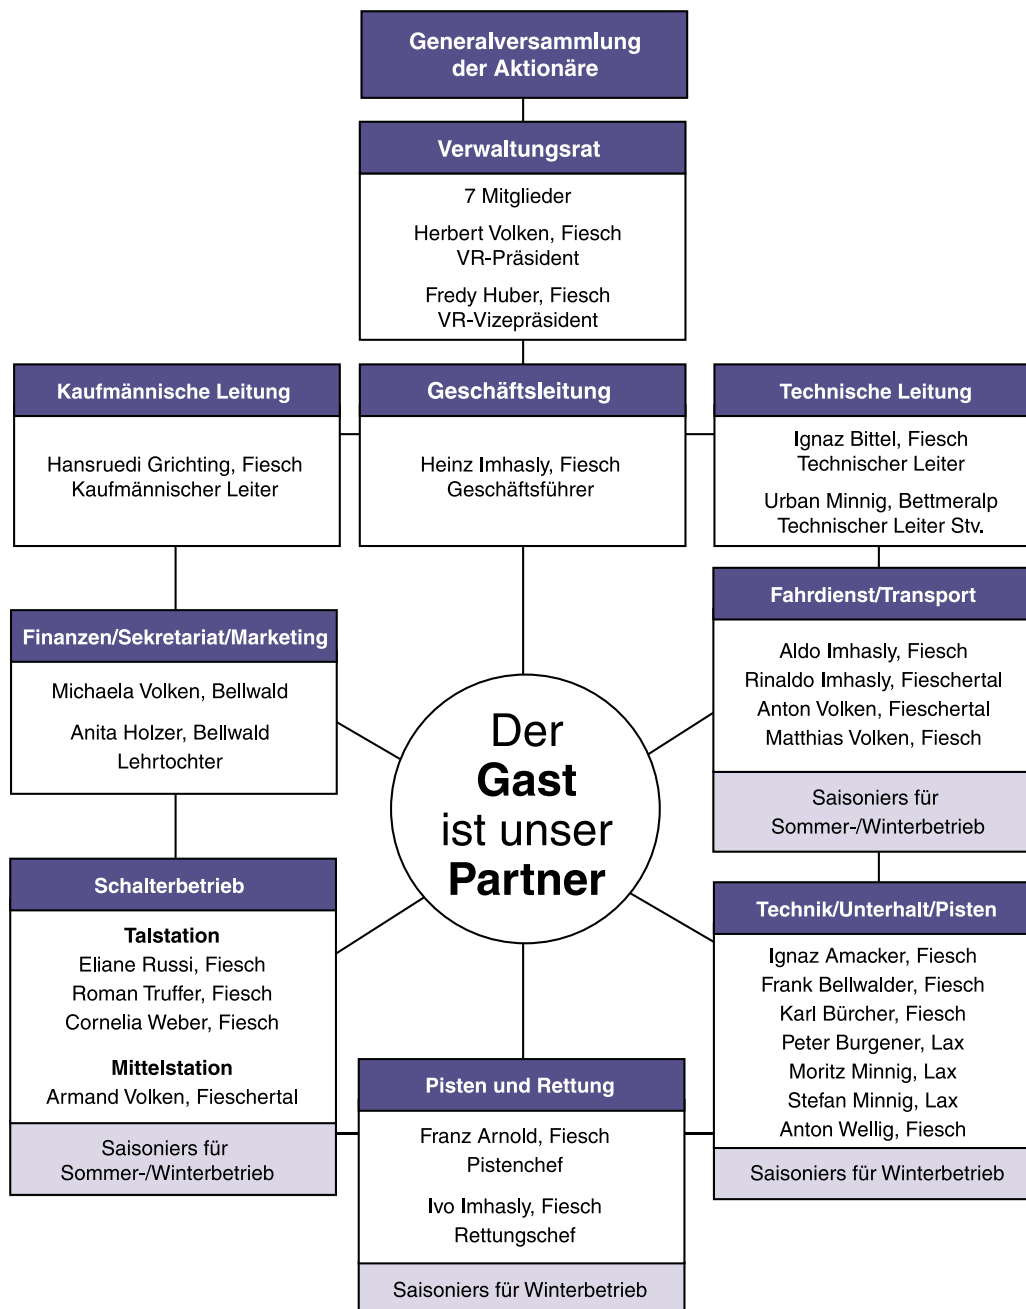 Generalversammlung
der Aktionäre
Verwaltungsrat
7 Mitglieder
Herbert Volken, Fiesch
VR-Präsident
Fredy Huber, Fiesch
VR-Vizepräsident
Kaufmännische Leitung
Hansruedi Grichting, Fiesch
Kaufmännischer Leiter
Geschäftsleitung
Heinz Imhasly, Fiesch
Geschäftsführer
Technische Leitung
Ignaz Bittel, Fiesch
Technischer Leiter
Urban Minnig, Bettmeralp
Technischer Leiter Stv.
Finanzen/Sekretariat/Marketing
Michaela Volken, Bellwald
Anita Holzer, Bellwald
Lehrtochter
Fahrdienst/Transport
Aldo Imhasly, Fiesch
Rinaldo Imhasly, Fieschertal
Anton Volken, Fieschertal
Matthias Volken, Fiesch
Saisoniers für
Sommer-/Winterbetrieb
Der
Gast
ist unser
Partner
Schalterbetrieb
Talstation
Eliane Russi, Fiesch
Roman Truffer, Fiesch
Cornelia Weber, Fiesch
Mittelstation
Armand Volken, Fieschertal
Saisoniers für
Sommer-/Winterbetrieb
Technik/Unterhalt/Pisten
Ignaz Amacker, Fiesch
Frank Bellwalder, Fiesch
Karl Bürcher, Fiesch
Peter Burgener, Lax
Moritz Minnig, Lax
Stefan Minnig, Lax
Anton Wellig, Fiesch
Saisoniers für Winterbetrieb
Pisten und Rettung
Franz Arnold, Fiesch
Pistenchef
Ivo Imhasly, Fiesch
Rettungschef
Saisoniers für Winterbetrieb